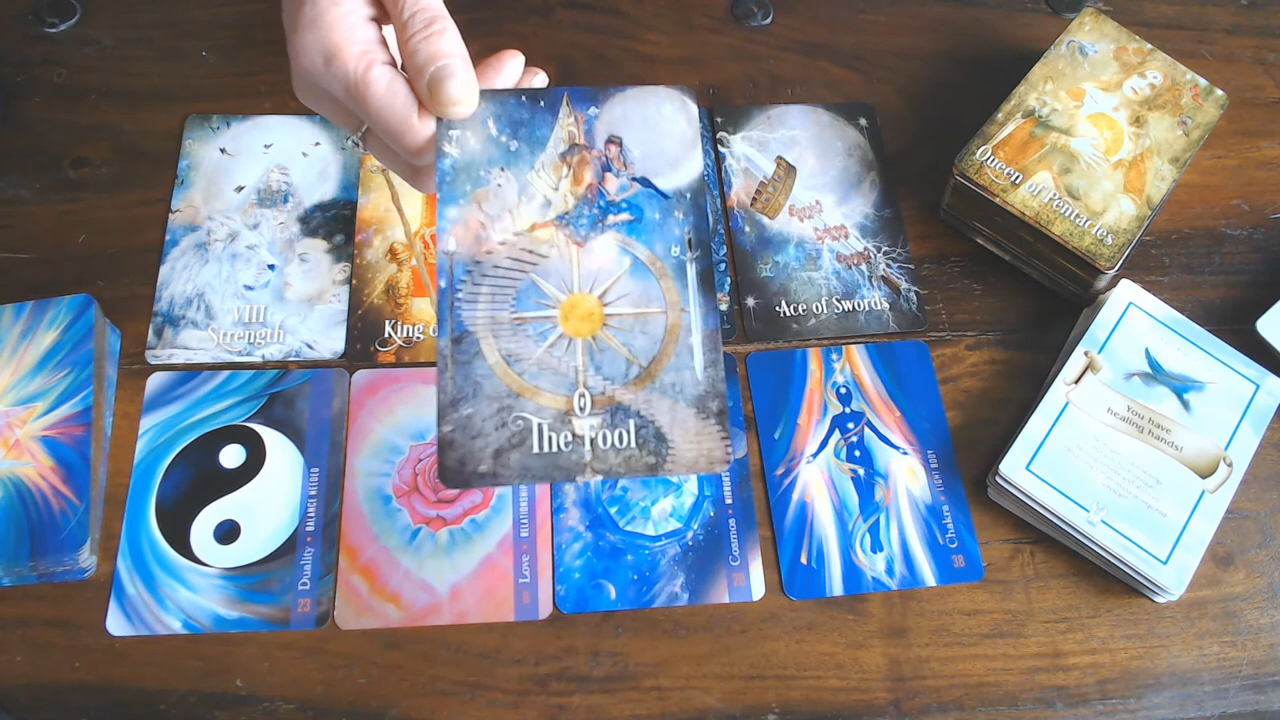 VIII
Strength
King o
0
The Fool
Ace of Swords
Queen of Pentacles
23 Duality • BALANCE NEEDED
Love • RELATIONSHIP
Cosmos • MIRRORS
38 Chakra • LIGHT BODY
You have
healing hands!